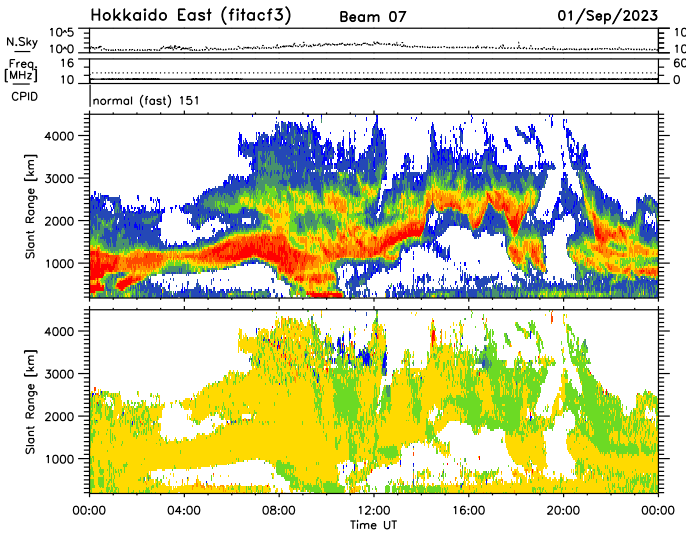 Hokkaido East (fitacf3) Beam 07 01/Sep/2023
N.Sky 10^5 10^0 10 10
Freq. [MHz] 16 10 60 0
CPID normal (fast) 151
Slant Range [km] 4000 3000 2000 1000
Slant Range [km] 4000 3000 2000 1000
00:00 04:00 08:00 12:00 16:00 20:00 00:00
Time UT